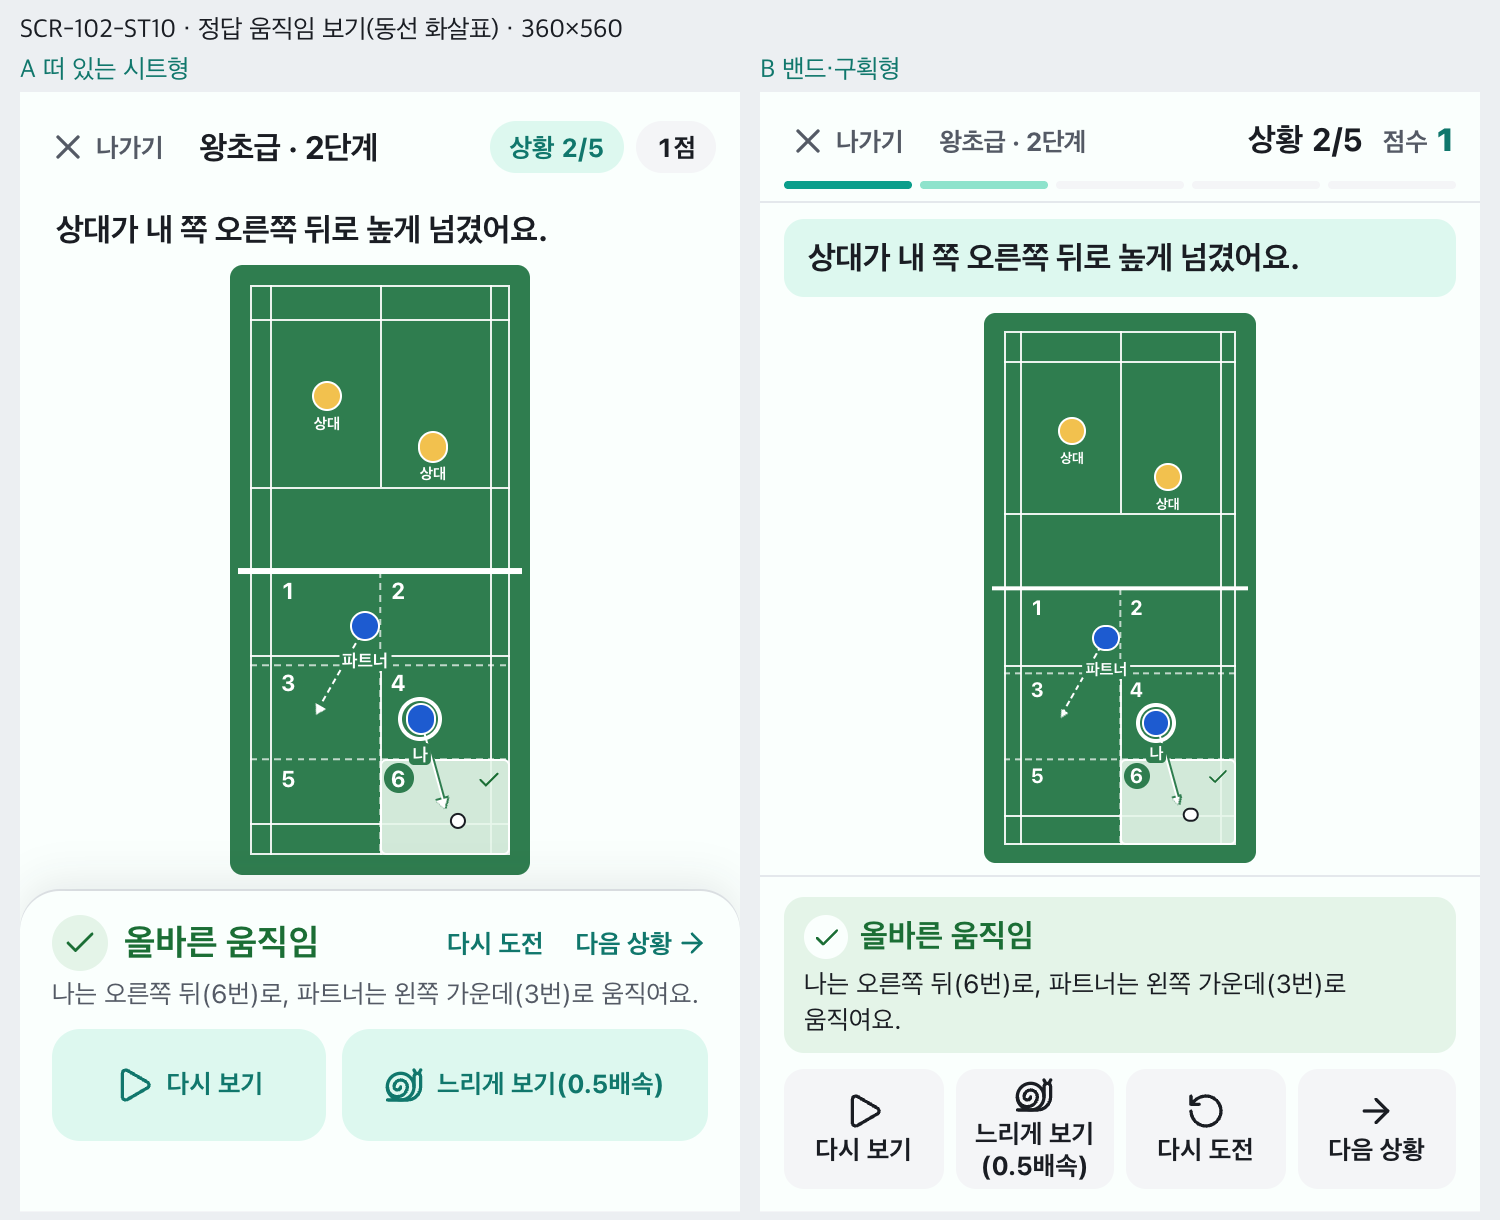 SCR-102-ST10 · 정답 움직임 보기(동선 화살표) · 360×560
A 떠 있는 시트형
나가기 왕초급 · 2단계 상황 2/5 1점
상대가 내 쪽 오른쪽 뒤로 높게 넘겼어요.
상대
상대
1 2
파트너
3 4
나
5 6
올바른 움직임 다시 도전 다음 상황
나는 오른쪽 뒤(6번)로, 파트너는 왼쪽 가운데(3번)로 움직여요.
다시 보기 느리게 보기(0.5배속)
B 밴드·구획형
나가기 왕초급 · 2단계 상황 2/5 점수 1
상대가 내 쪽 오른쪽 뒤로 높게 넘겼어요.
상대
상대
1 2
파트너
3 4
나
5 6
올바른 움직임
나는 오른쪽 뒤(6번)로, 파트너는 왼쪽 가운데(3번)로
움직여요.
다시 보기
느리게 보기
(0.5배속)
다시 도전
다음 상황